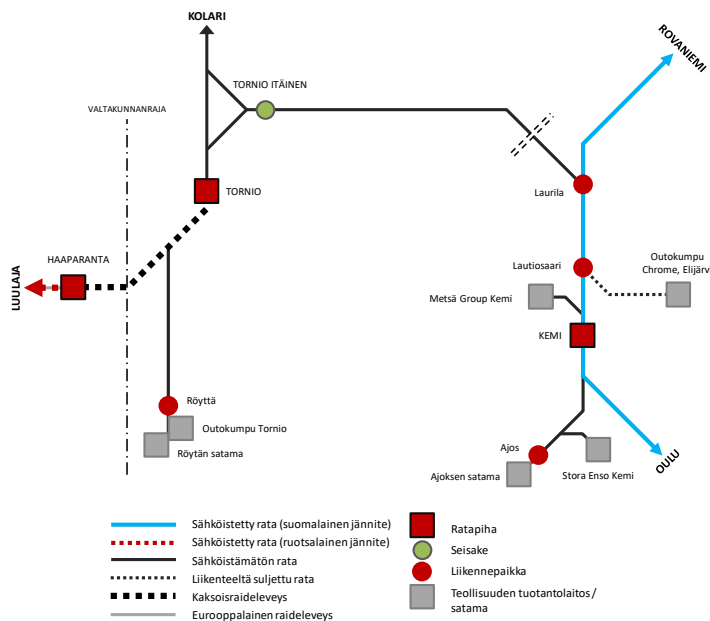 KOLARI
ROVANIEMI
TORNIO ITÄINEN
VALTAKUNNANRAJA
TORNIO
Laurila
HAAPARANTA
LUULAJA
Lautiosaari
Outokumpu
Chrome, Elijärv
Metsä Group Kemi
KEMI
Röyttä
Outokumpu Tornio
Röytän satama
Ajos
Ajoksen satama
Stora Enso Kemi
OULU
Sähköistetty rata (suomalainen jännite)
Sähköistetty rata (ruotsalainen jännite)
Sähköistämätön rata
Liikenteeltä suljettu rata
Kaksoisraideleveys
Eurooppalainen raideleveys
Ratapiha
Seisake
Liikennepaikka
Teollisuuden tuotantolaitos/
satama